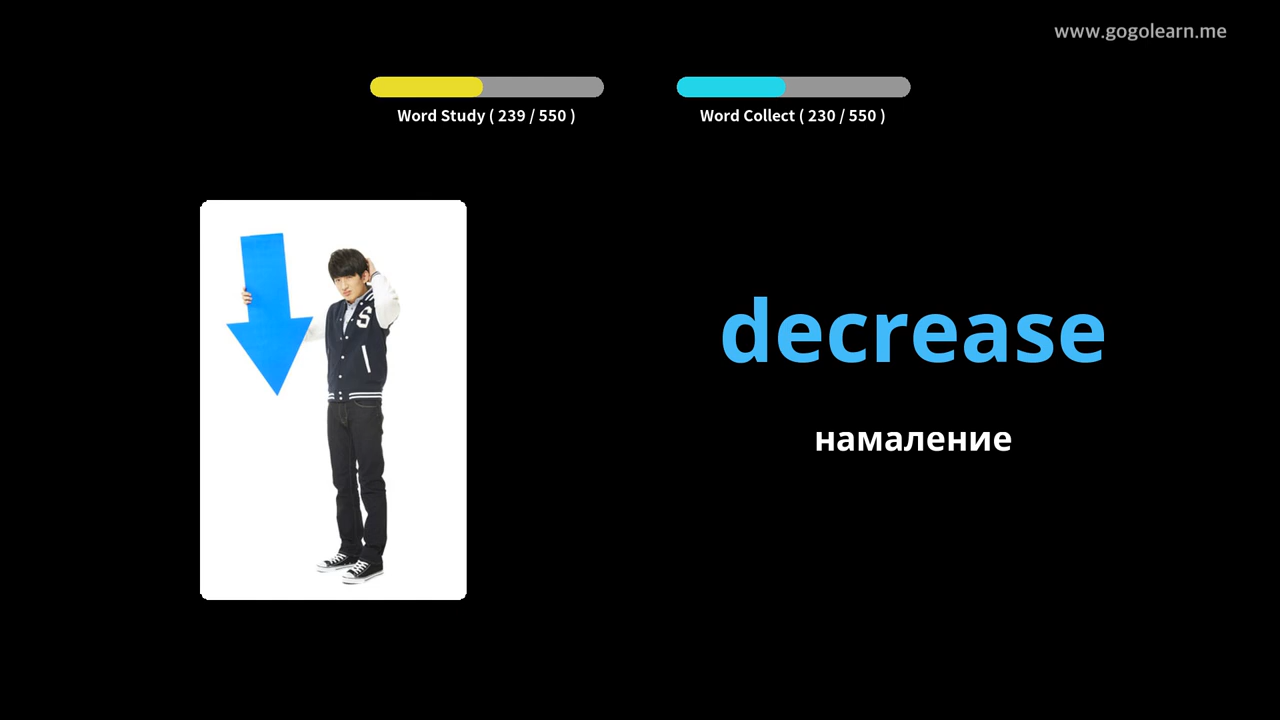 www.gogolearn.me
Word Study ( 239 / 550 )
Word Collect ( 230 / 550 )
S
decrease
намаление